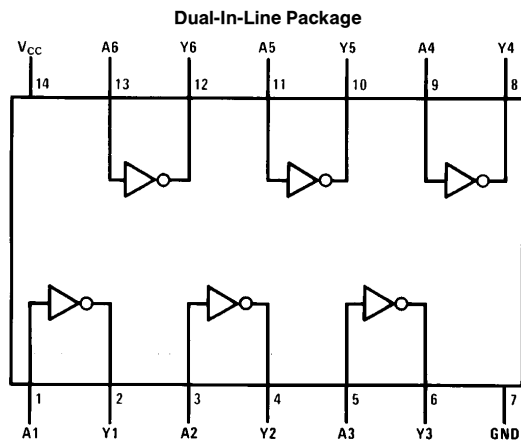 Dual-In-Line Package
VCC A6 Y6 A5 Y5 A4 Y4
14 13 12 11 10 9 8
1 2 3 4 5 6 7
A1 Y1 A2 Y2 A3 Y3 GND